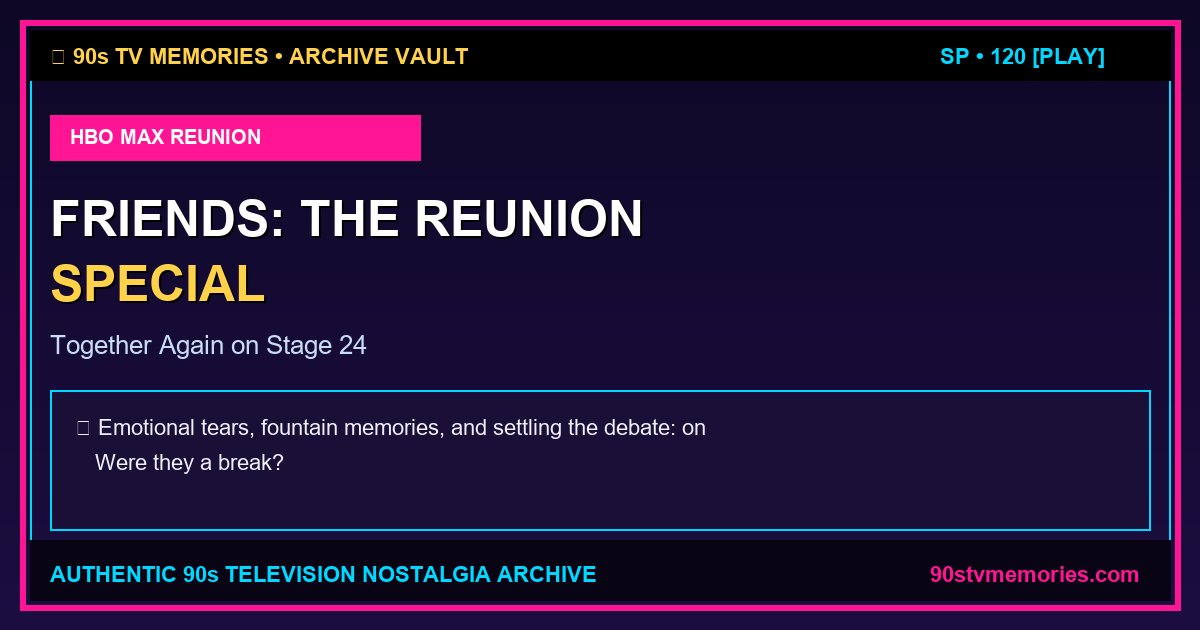 90s TV MEMORIES • ARCHIVE VAULT
SP • 120 [PLAY]
HBO MAX REUNION
FRIENDS: THE REUNION
SPECIAL
Together Again on Stage 24
Emotional tears, fountain memories, and settling the debate: on
Were they a break?
AUTHENTIC 90s TELEVISION NOSTALGIA ARCHIVE
90stvmemories.com